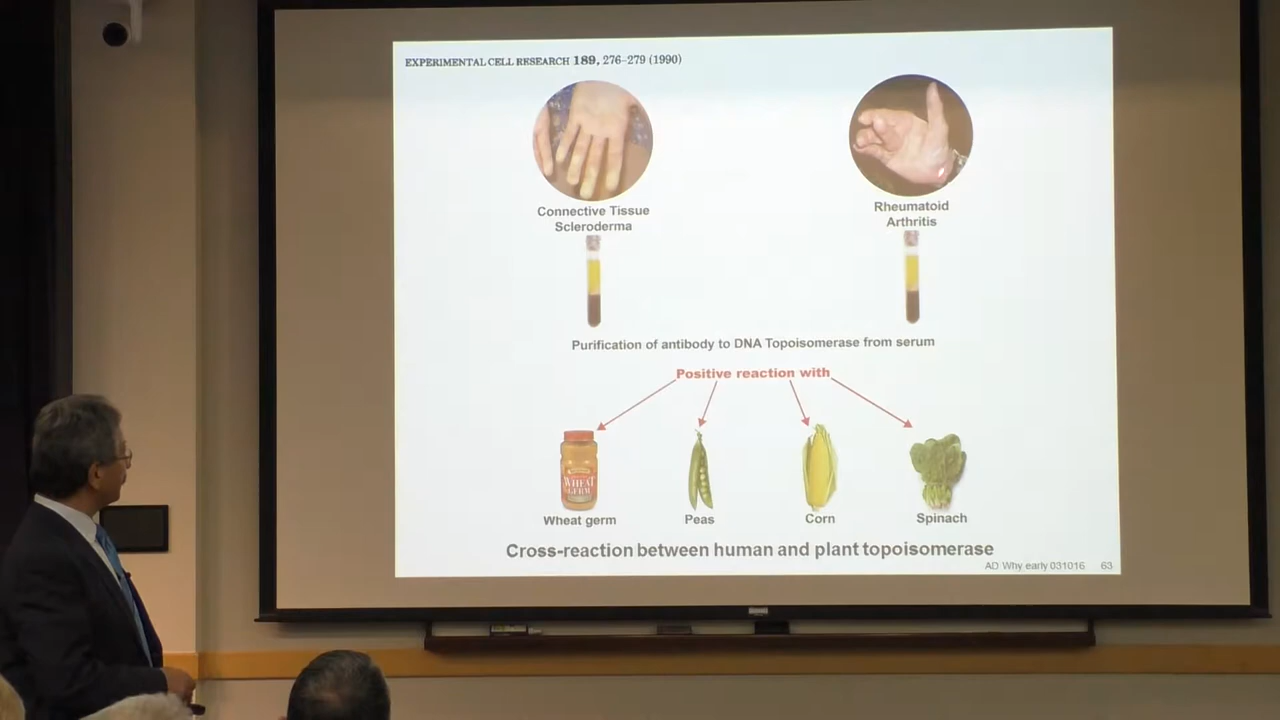 EXPERIMENTAL CELL RESEARCH 189, 276–279 (1990)
Connective Tissue
Scleroderma
Rheumatoid
Arthritis
Purification of antibody to DNA Topoisomerase from serum
Positive reaction with
WHEAT
GERM
Wheat germ
Peas
Corn
Spinach
Cross-reaction between human and plant topoisomerase
AD Why early 031016 63